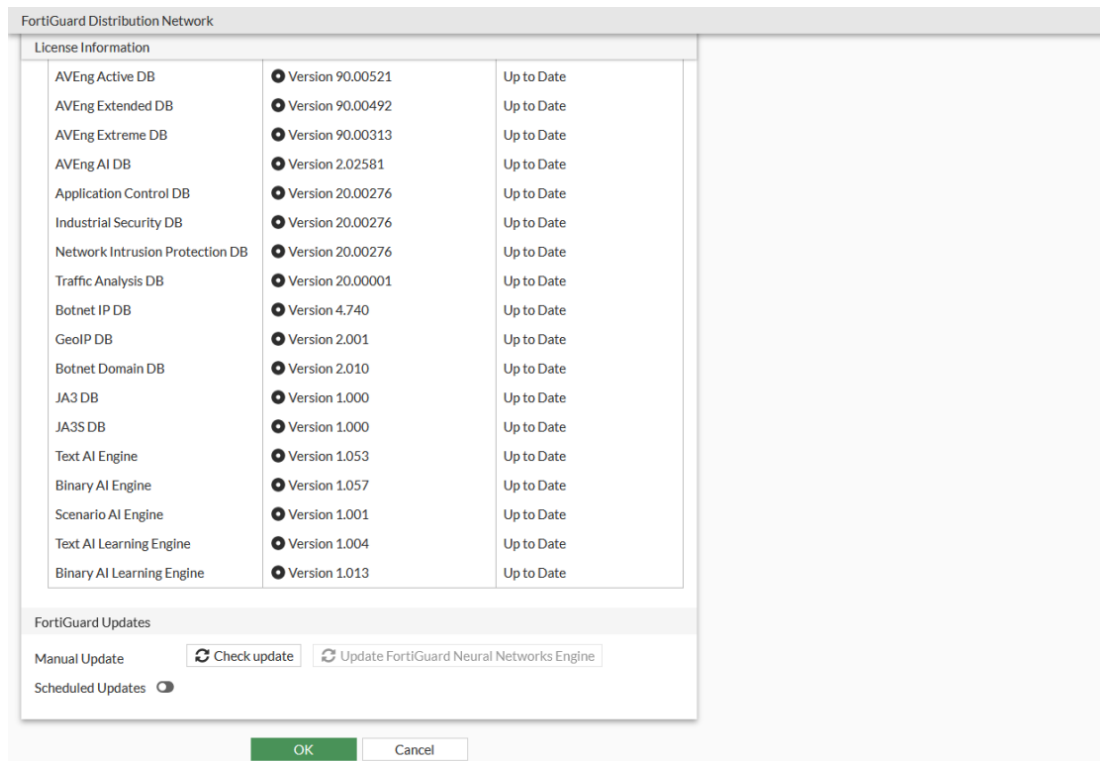 FortiGuard Distribution Network
License Information
AVEng Active DB Version 90.00521 Up to Date
AVEng Extended DB Version 90.00492 Up to Date
AVEng Extreme DB Version 90.00313 Up to Date
AVEng AI DB Version 2.02581 Up to Date
Application Control DB Version 20.00276 Up to Date
Industrial Security DB Version 20.00276 Up to Date
Network Intrusion Protection DB Version 20.00276 Up to Date
Traffic Analysis DB Version 20.00001 Up to Date
Botnet IP DB Version 4.740 Up to Date
GeoIP DB Version 2.001 Up to Date
Botnet Domain DB Version 2.010 Up to Date
JA3 DB Version 1.000 Up to Date
JA3S DB Version 1.000 Up to Date
Text AI Engine Version 1.053 Up to Date
Binary AI Engine Version 1.057 Up to Date
Scenario AI Engine Version 1.001 Up to Date
Text AI Learning Engine Version 1.004 Up to Date
Binary AI Learning Engine Version 1.013 Up to Date
FortiGuard Updates
Manual Update Check update Update FortiGuard Neural Networks Engine
Scheduled Updates
OK Cancel